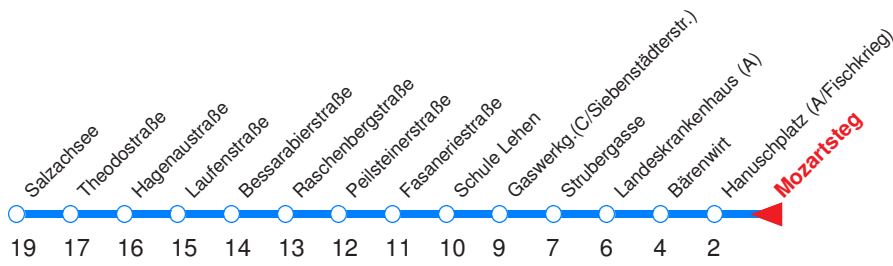 Salzachsee
Theodostraße
Hagenaustraße
Laufenstraße
Bessarabierstraße
Raschenbergstraße
Peilsteinerstraße
Fasaneriestraße
Schule Lehen
Gaswerkg.(C/Siebenstädterstr.)
Strubergasse
Landeskrankenhaus (A)
Bärenwirt
Hanuschplatz (A/Fischkrieg)
Mozartsteg
19 17 16 15 14 13 12 11 10 9 7 6 4 2